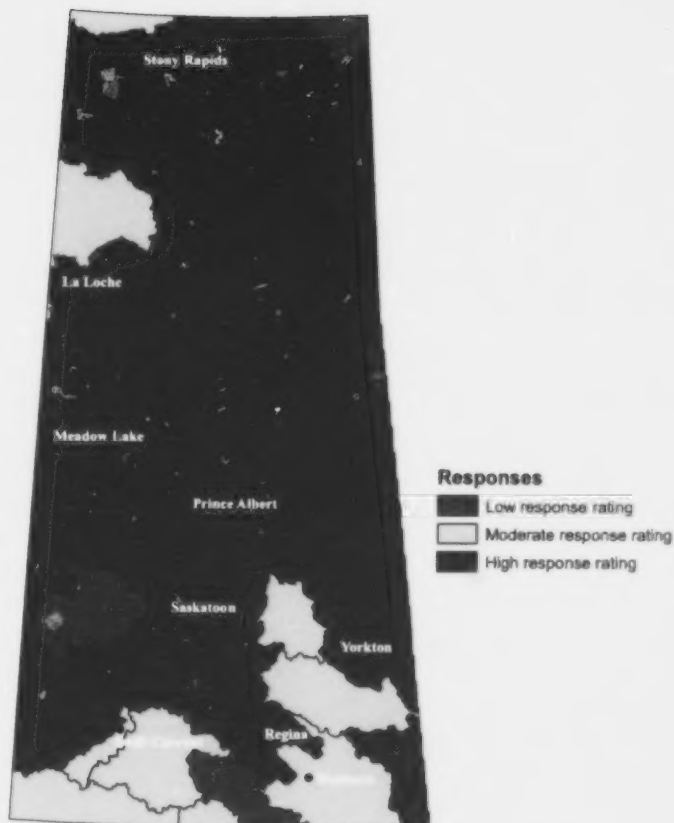 Stony Rapids
La Loche
Meadow Lake
Prince Albert
Saskatoon
Yorkton
Regina
Responses
Low response rating
Moderate response rating
High response rating